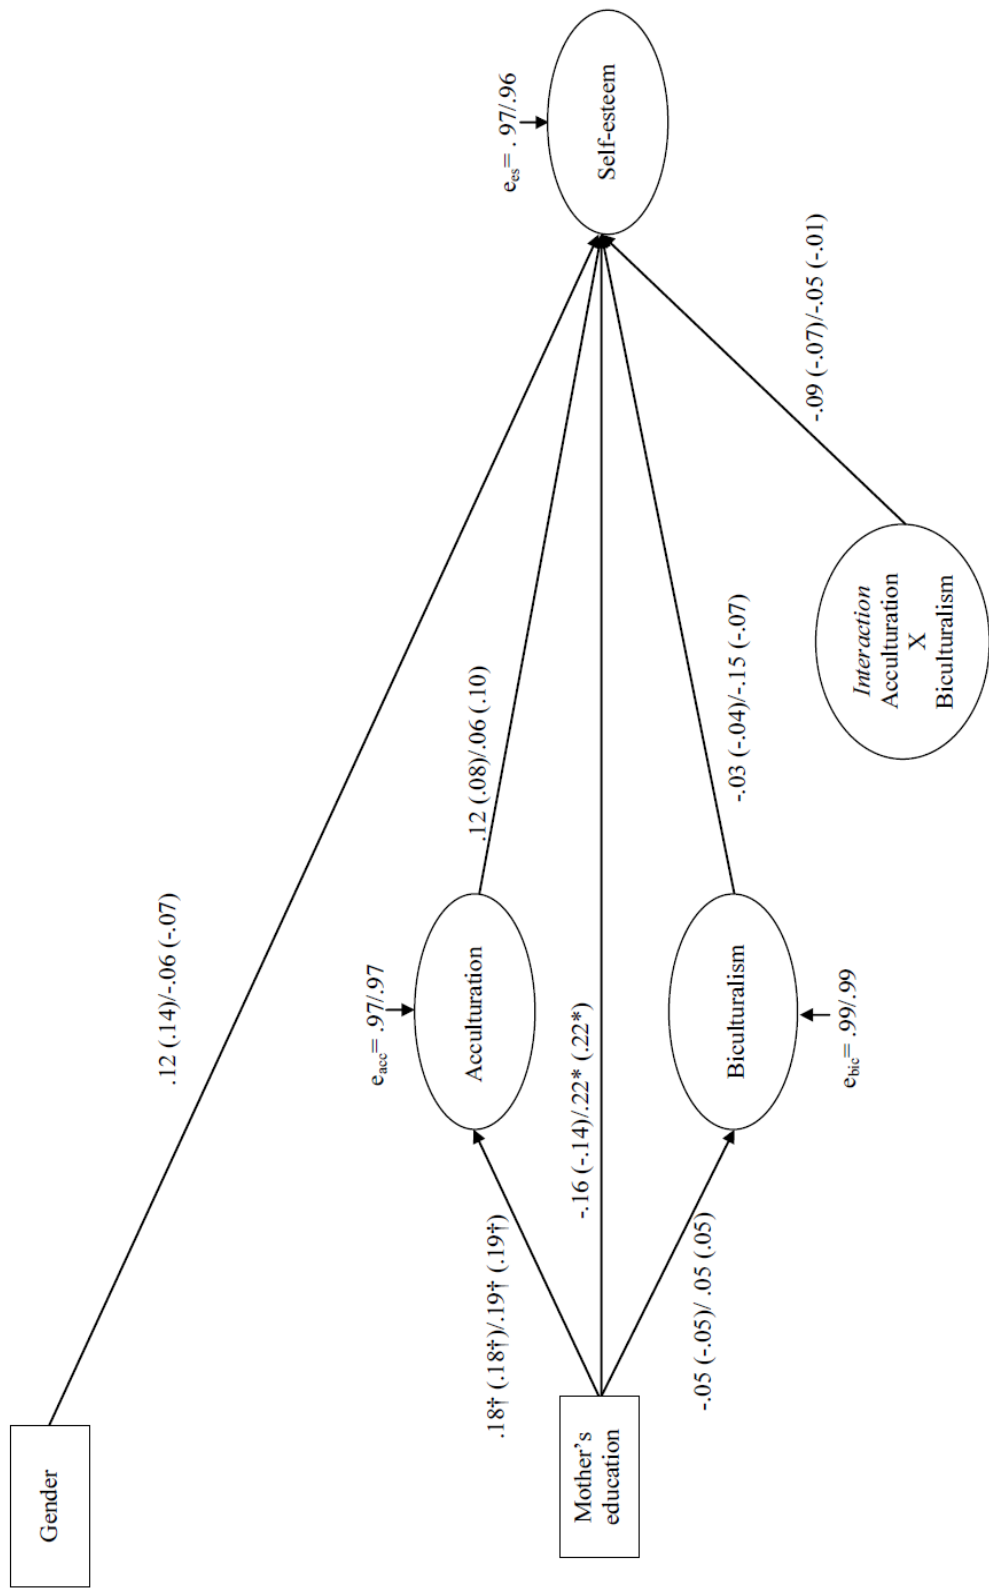 Gender
.12 (.14)/-.06 (-.07)
e_acc= .97/.97
Acculturation
.12 (.08)/.06 (.10)
e_es= . 97/.96
Self-esteem
.18† (.18†)/.19† (.19†)
Mother’s
education
-.16 (-.14)/.22* (.22*)
-.05 (-.05)/ .05 (.05)
Biculturalism
e_bic= .99/.99
-.03 (-.04)/-.15 (-.07)
Interaction
Acculturation
X
Biculturalism
-.09 (-.07)/-.05 (-.01)